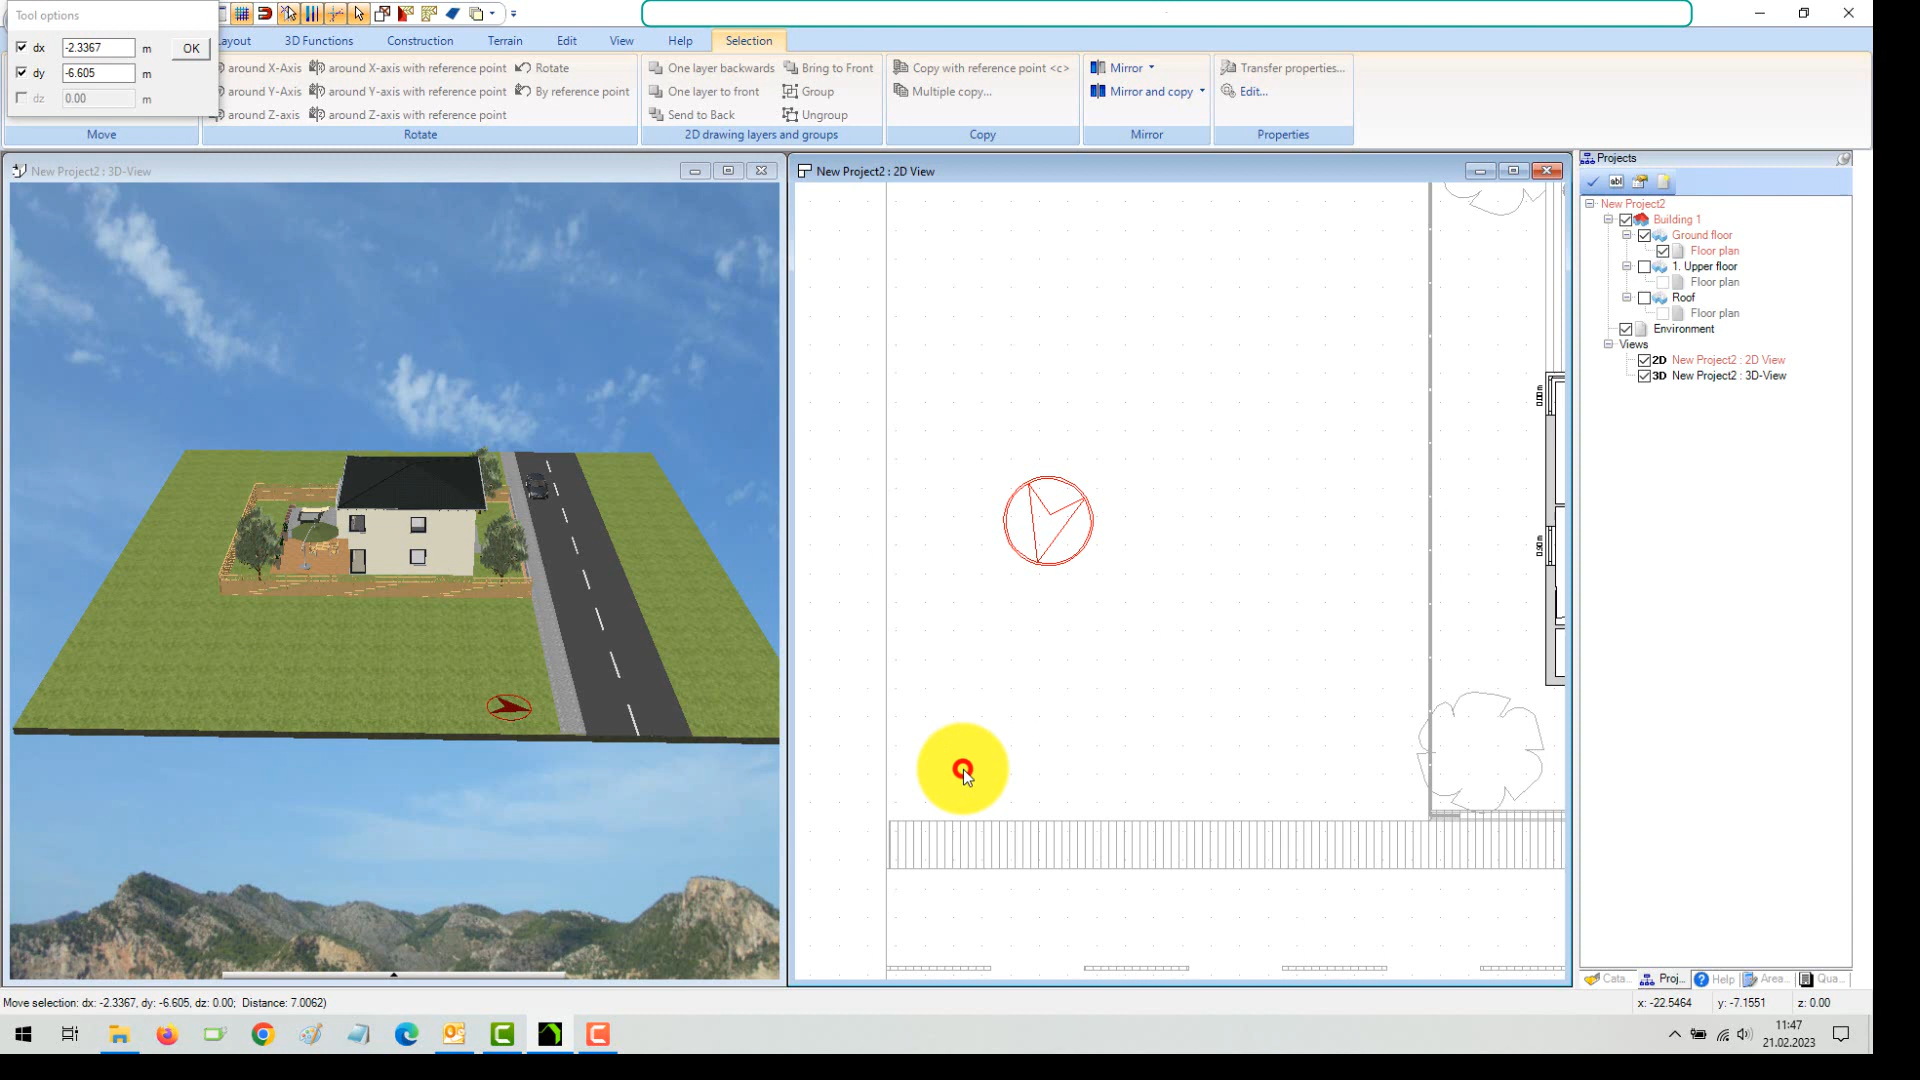 Tool options
dx -2.3367 m OK
dy -6.605 m
dz 0.00 m
ayout 3D Functions Construction Terrain Edit View Help Selection
around X-Axis around X-axis with reference point Rotate
around Y-Axis around Y-axis with reference point By reference point
around Z-axis around Z-axis with reference point
One layer backwards Bring to Front
One layer to front Group
Send to Back Ungroup
Copy with reference point <c>
Multiple copy...
Mirror
Mirror and copy
Transfer properties...
Edit...
Move Rotate 2D drawing layers and groups Copy Mirror Properties
New Project2 : 3D-View
New Project2 : 2D View
Projects
abl
New Project2
Building 1
Ground floor
Floor plan
1. Upper floor
Floor plan
Roof
Floor plan
Environment
Views
2D New Project2 : 2D View
3D New Project2 : 3D-View
Cata... Proj... Help Area... Qua...
Move selection: dx: -2.3367, dy: -6.605, dz: 0.00; Distance: 7.0062)
x: -22.5464 y: -7.1551 z: 0.00
11:47
21.02.2023